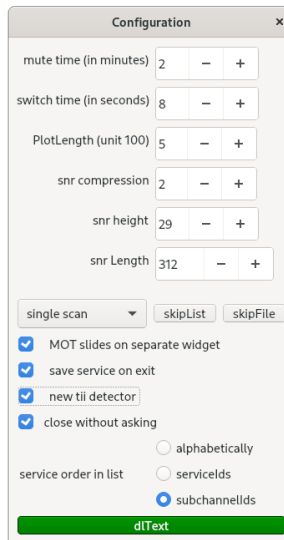 Configuration ×
mute time (in minutes) 2 − +
switch time (in seconds) 8 − +
PlotLength (unit 100) 5 − +
snr compression 2 − +
snr height 29 − +
snr Length 312 − +
single scan skipList skipFile
MOT slides on separate widget
save service on exit
new tii detector
close without asking
alphabetically
service order in list serviceIds
subchannelIds
dlText